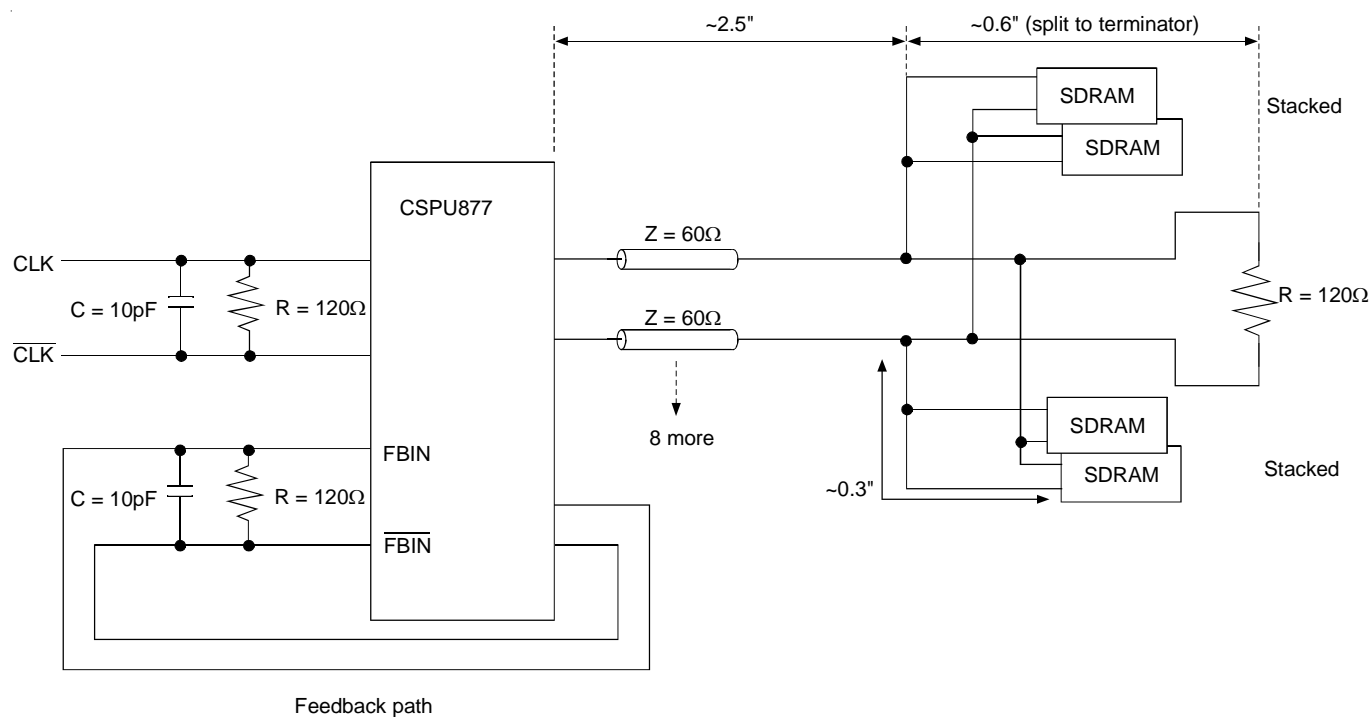 ~2.5"
~0.6" (split to terminator)
SDRAM
Stacked
SDRAM
CSPU877
Z = 60Ω
CLK
C = 10pF
R = 120Ω
R = 120Ω
Z = 60Ω
CLK
8 more
SDRAM
FBIN
SDRAM
Stacked
C = 10pF
R = 120Ω
~0.3"
FBIN
Feedback path